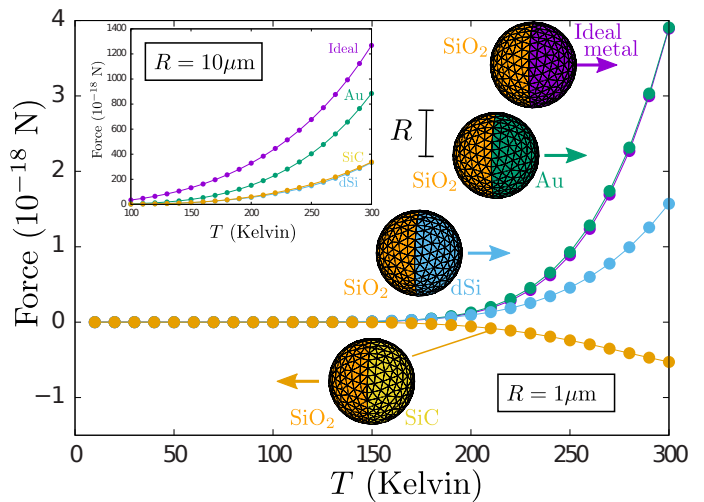 4
3
2
1
0
−1
Force (10⁻¹⁸ N)
0
50
100
150
200
250
300
T (Kelvin)
1400
1200
1000
800
600
400
200
0
Force (10⁻¹⁸ N)
100
150
200
250
300
T (Kelvin)
R = 10μm
Ideal
Au
SiC
dSi
SiO₂
Ideal
metal
R
SiO₂
Au
SiO₂
dSi
SiO₂
SiC
R = 1μm